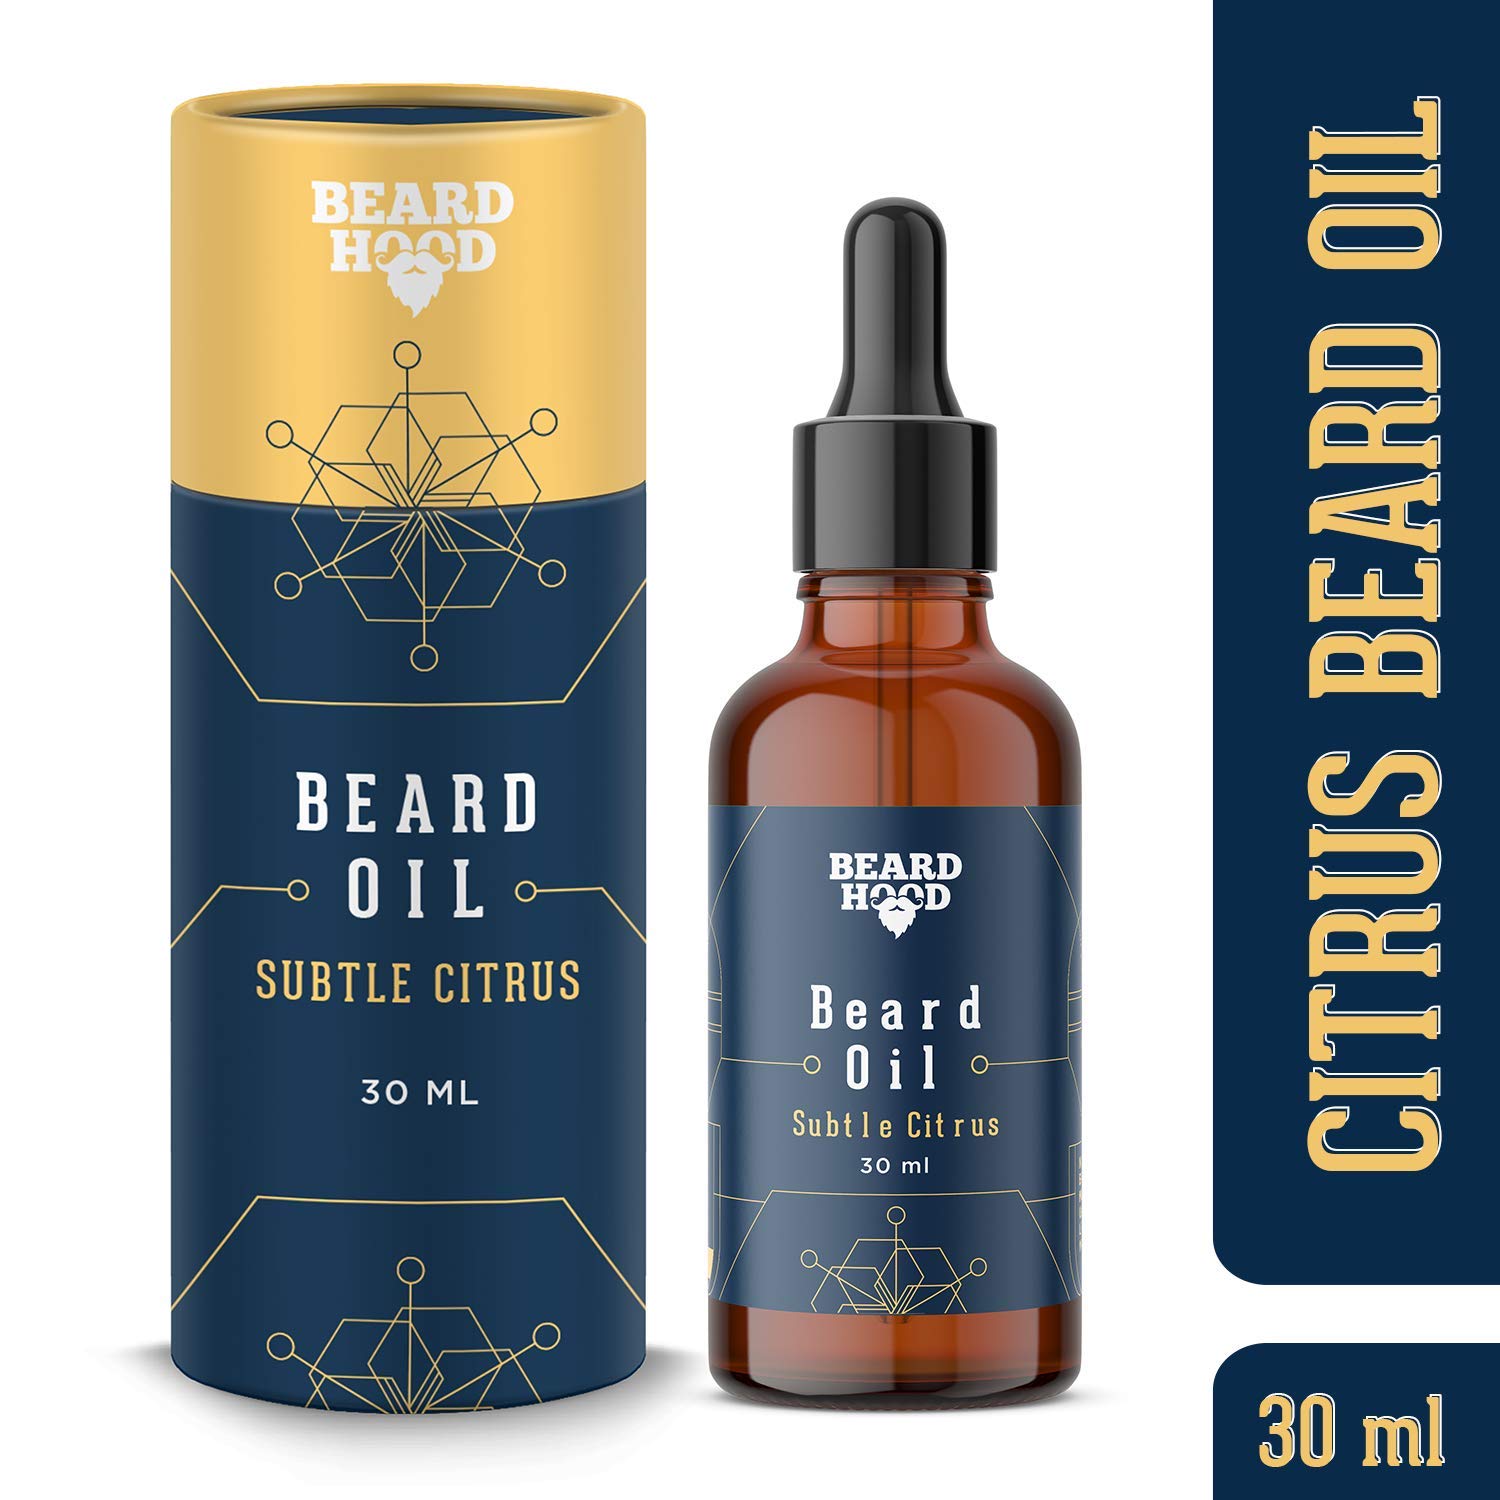 BEARD
HOOD
BEARD
OIL
SUBTLE CITRUS
30 ML
BEARD
HOOD
Beard
Oil
Subtle Citrus
30 ml
CITRUS BEARD OIL
30 ml